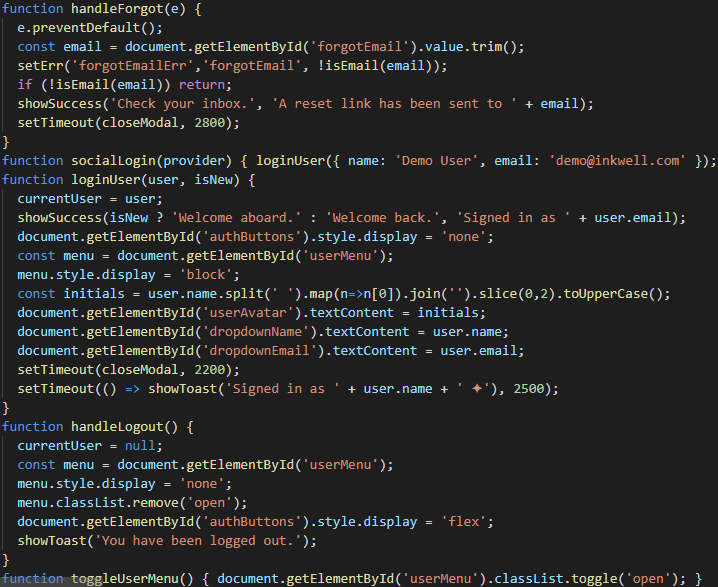 function handleForgot(e) {
  e.preventDefault();
  const email = document.getElementById('forgotEmail').value.trim();
  setErr('forgotEmailErr','forgotEmail', !isEmail(email));
  if (!isEmail(email)) return;
  showSuccess('Check your inbox.', 'A reset link has been sent to ' + email);
  setTimeout(closeModal, 2800);
}
function socialLogin(provider) { loginUser({ name: 'Demo User', email: 'demo@inkwell.com' });
function loginUser(user, isNew) {
  currentUser = user;
  showSuccess(isNew ? 'Welcome aboard.' : 'Welcome back.', 'Signed in as ' + user.email);
  document.getElementById('authButtons').style.display = 'none';
  const menu = document.getElementById('userMenu');
  menu.style.display = 'block';
  const initials = user.name.split(' ').map(n=>n[0]).join('').slice(0,2).toUpperCase();
  document.getElementById('userAvatar').textContent = initials;
  document.getElementById('dropdownName').textContent = user.name;
  document.getElementById('dropdownEmail').textContent = user.email;
  setTimeout(closeModal, 2200);
  setTimeout(() => showToast('Signed in as ' + user.name + ' ✦'), 2500);
}
function handleLogout() {
  currentUser = null;
  const menu = document.getElementById('userMenu');
  menu.style.display = 'none';
  menu.classList.remove('open');
  document.getElementById('authButtons').style.display = 'flex';
  showToast('You have been logged out.');
}
function toggleUserMenu() { document.getElementById('userMenu').classList.toggle('open'); }